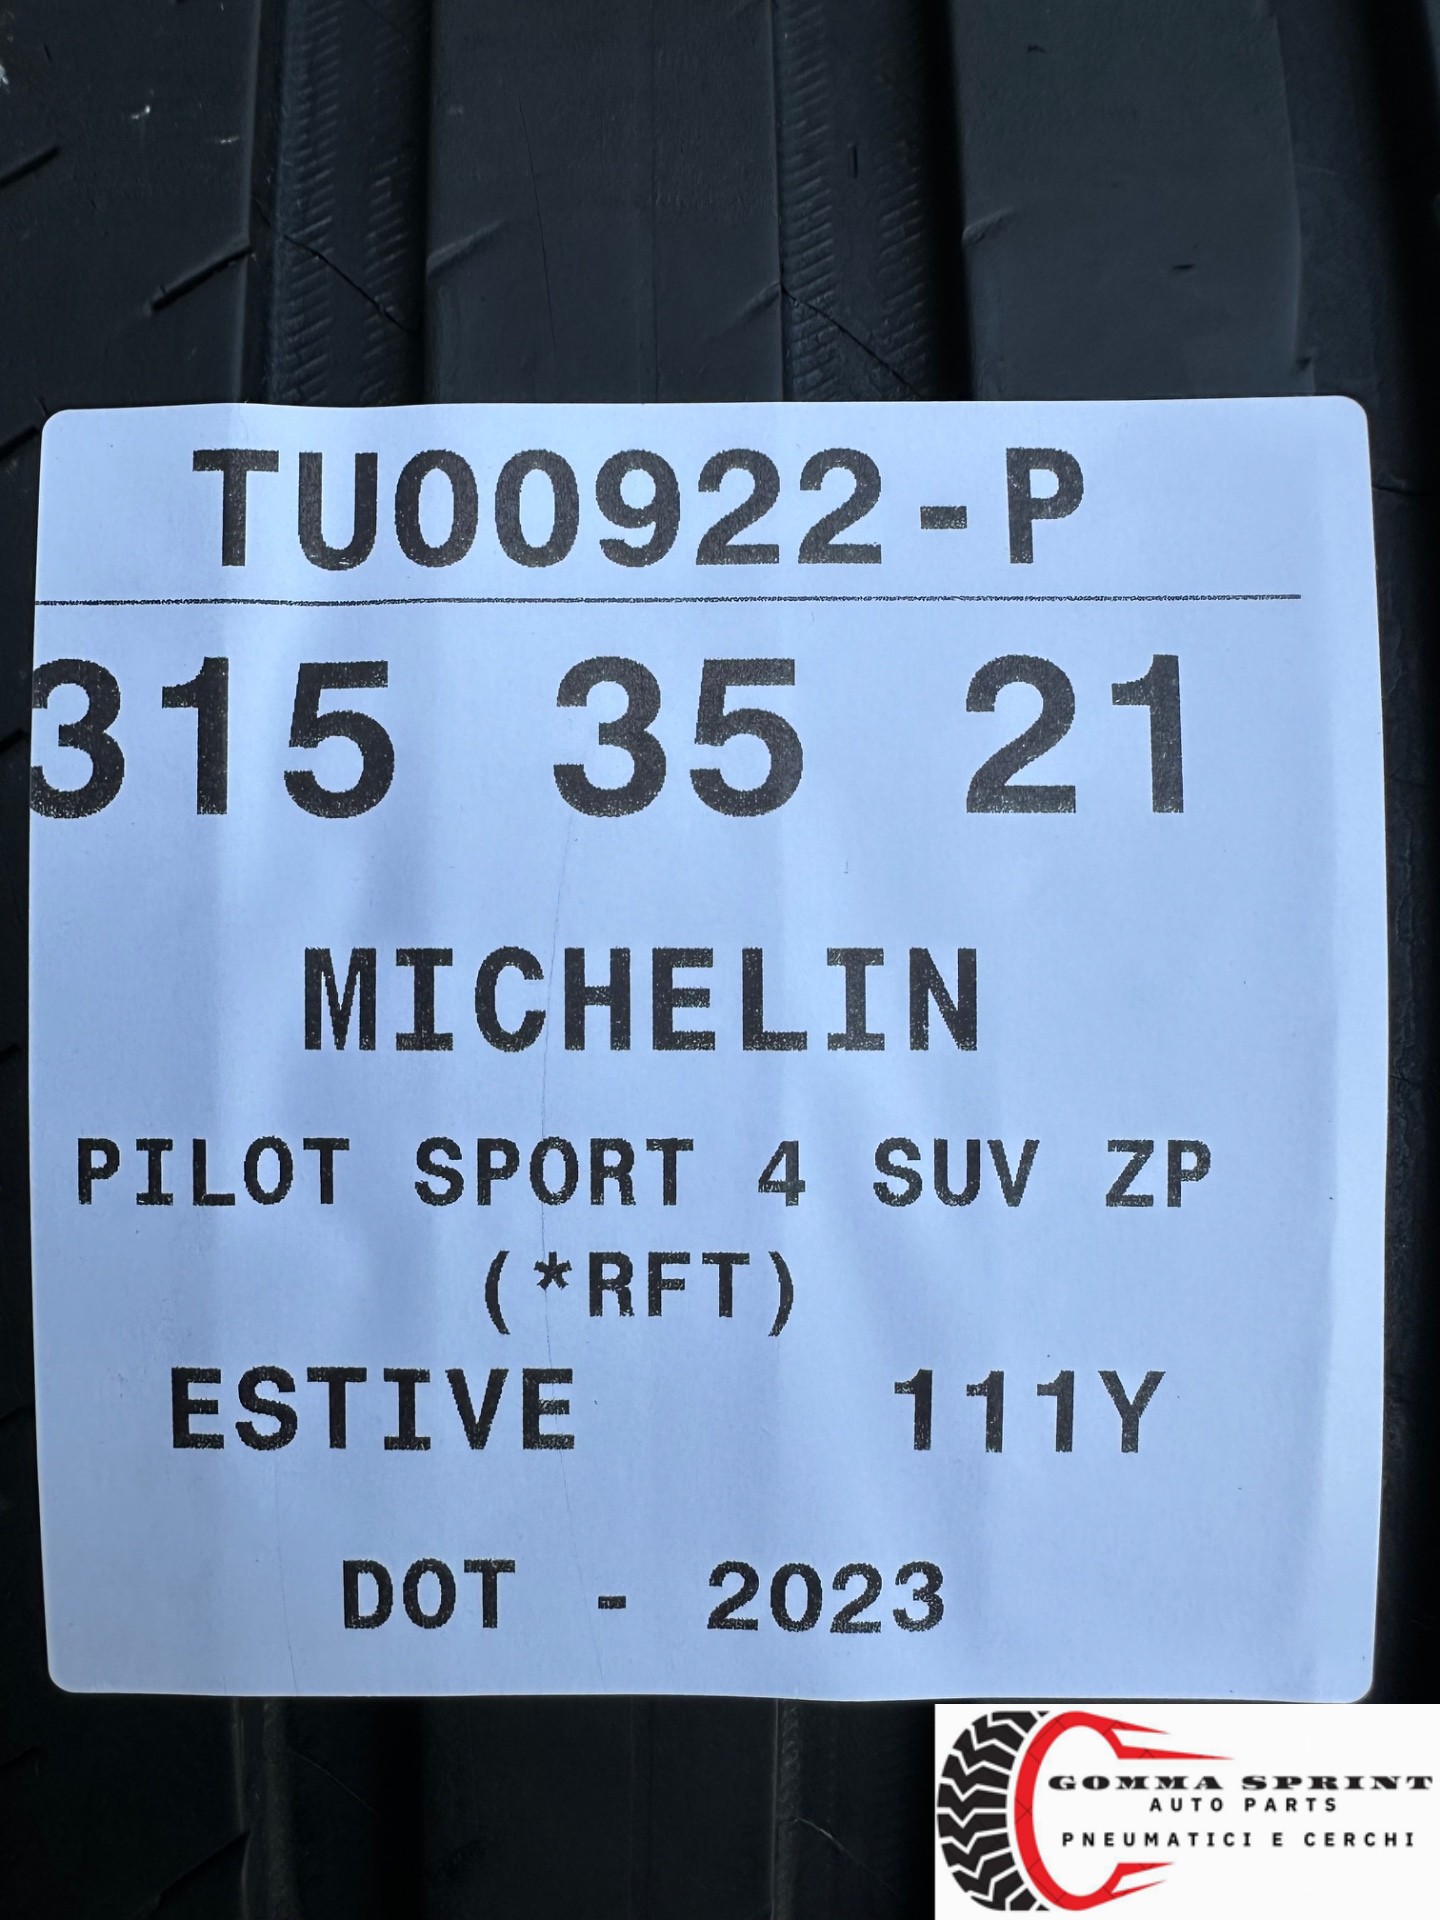 TU00922-P
315 35 21
MICHELIN
PILOT SPORT 4 SUV ZP
(*RFT)
ESTIVE 111Y
DOT - 2023
GOMMA SPRINT
AUTO PARTS
PNEUMATICI E CERCHI